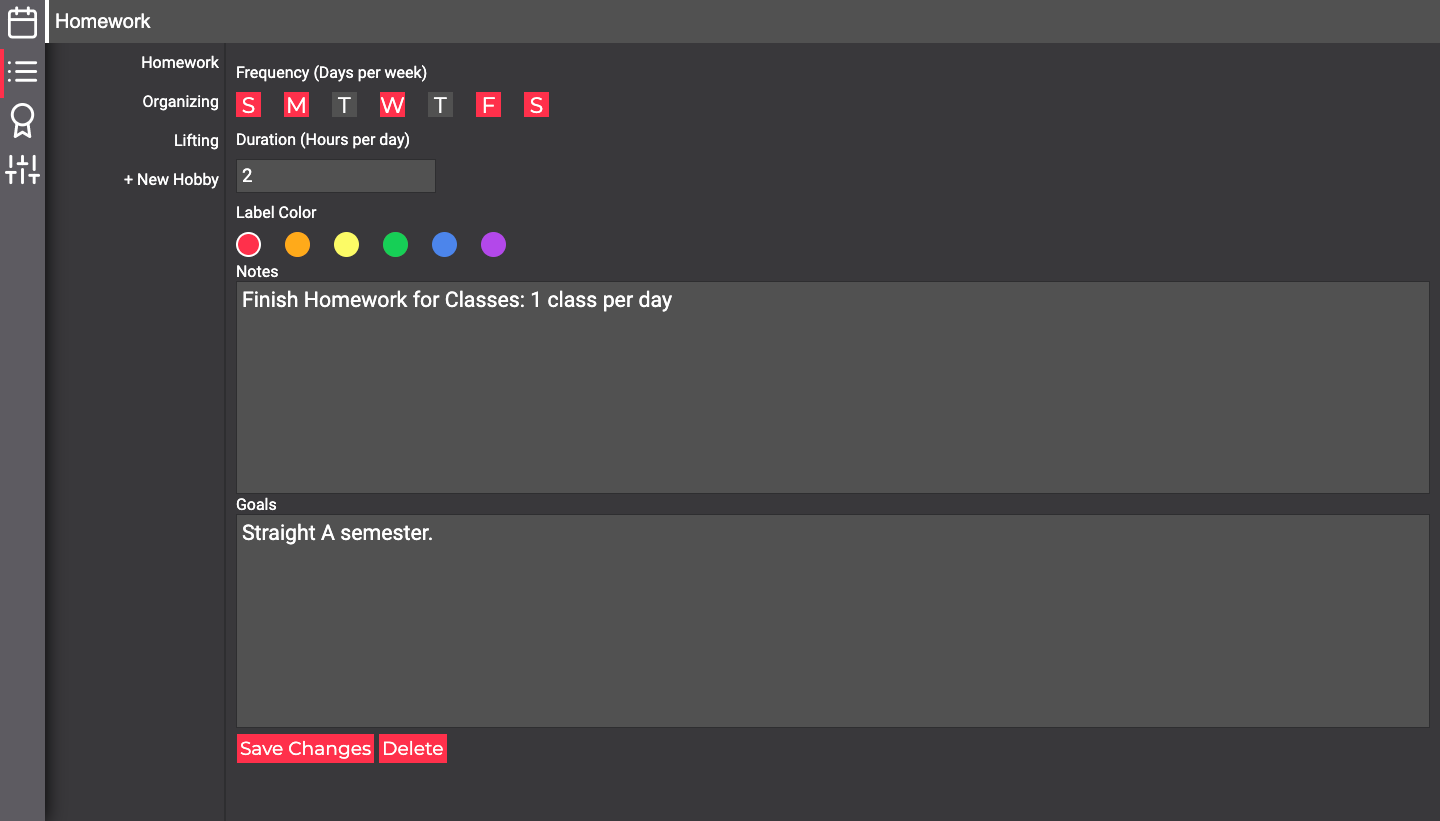 Homework
Homework
Organizing
Lifting
+ New Hobby
Frequency (Days per week)
S M T W T F S
Duration (Hours per day)
2
Label Color
Notes
Finish Homework for Classes: 1 class per day
Goals
Straight A semester.
Save Changes Delete